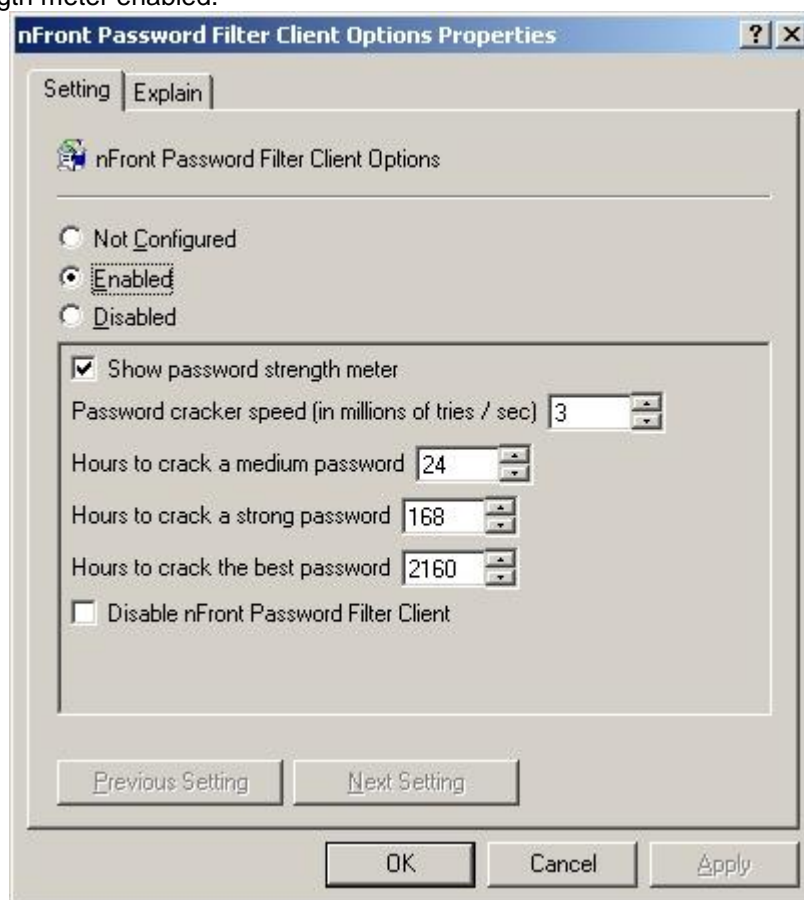 gth meter enabled.
nFront Password Filter Client Options Properties
Setting Explain
nFront Password Filter Client Options
Not Configured
Enabled
Disabled
Show password strength meter
Password cracker speed (in millions of tries / sec) 3
Hours to crack a medium password 24
Hours to crack a strong password 168
Hours to crack the best password 2160
Disable nFront Password Filter Client
Previous Setting Next Setting
OK Cancel Apply